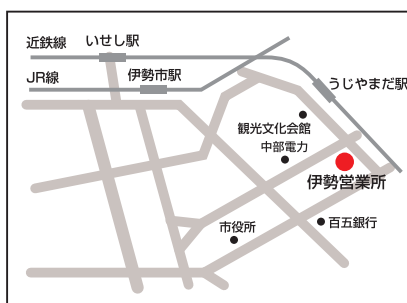 近鉄線
いせし駅
JR線
伊勢市駅
うじやまだ駅
観光文化会館
中部電力
伊勢営業所
市役所
百五銀行